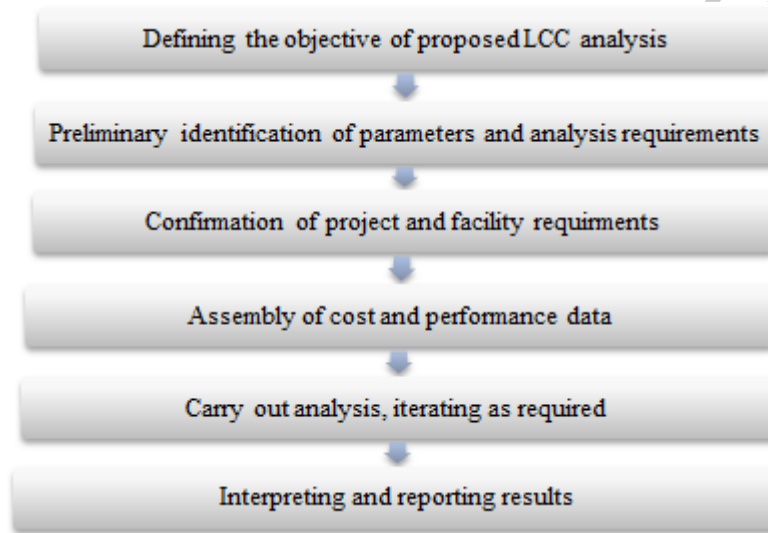 Defining the objective of proposed LCC analysis
Preliminary identification of parameters and analysis requirements
Confirmation of project and facility requirments
Assembly of cost and performance data
Carry out analysis, iterating as required
Interpreting and reporting results